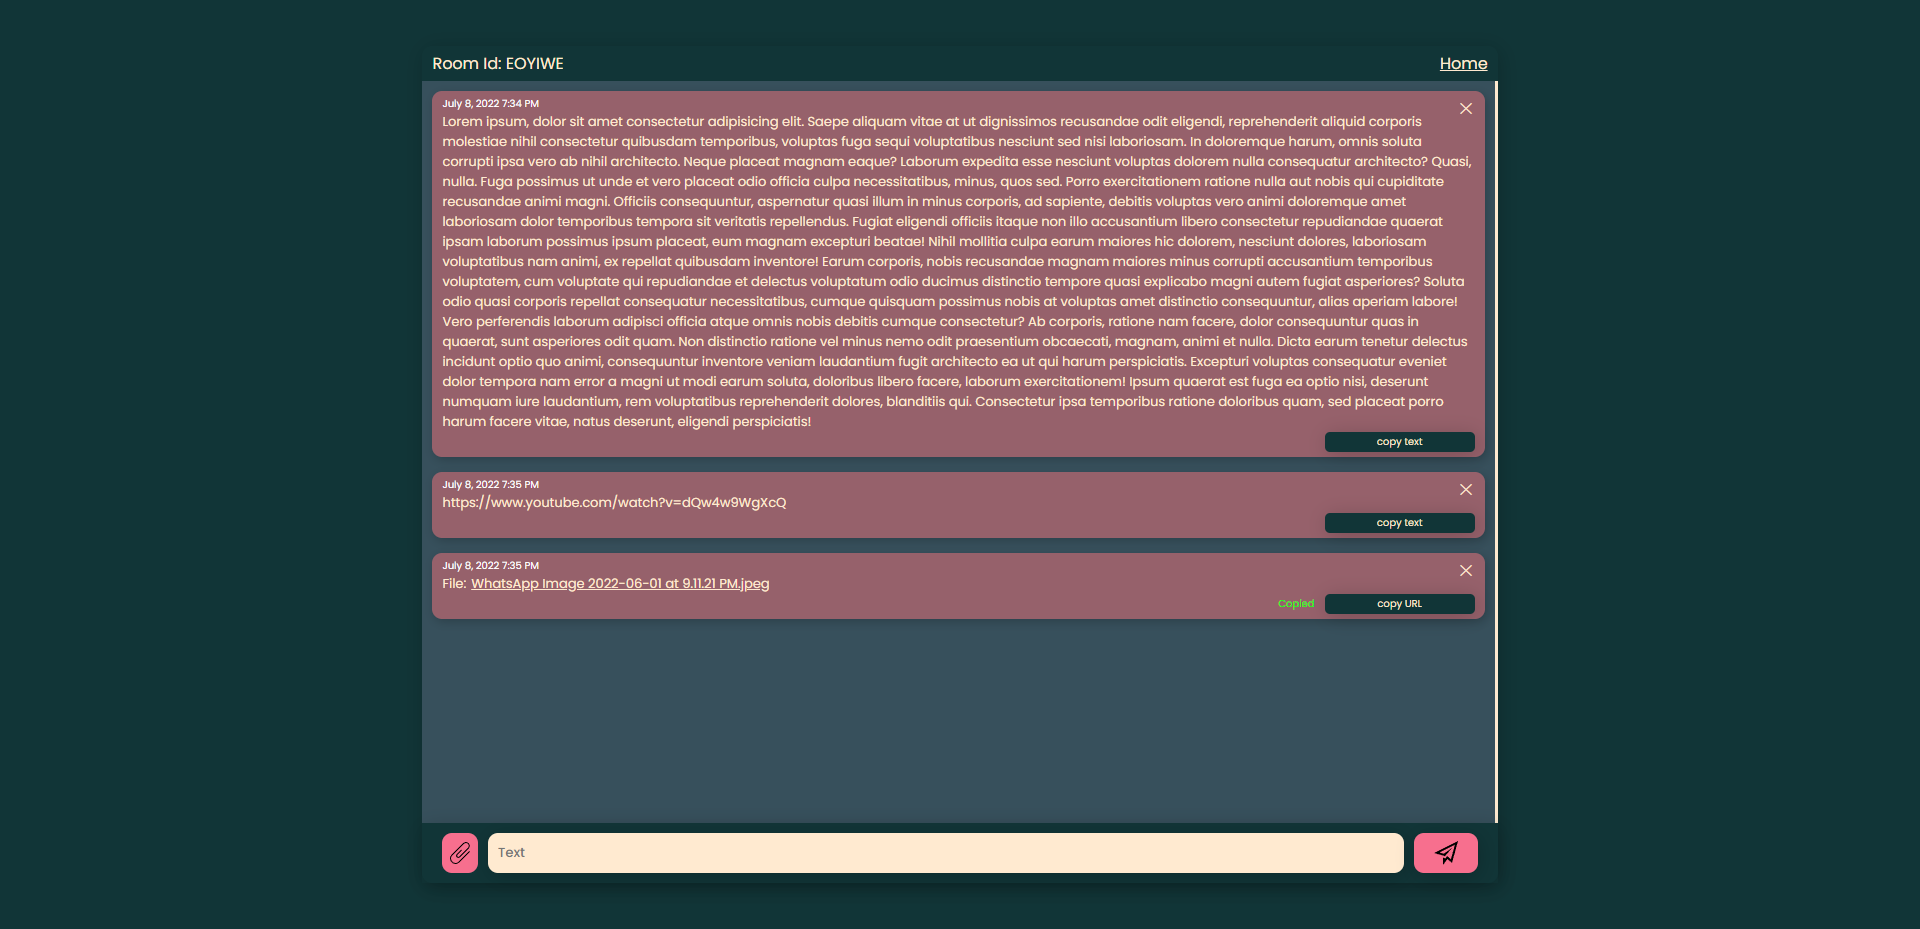 Room Id: EOYIWE
Home
July 8, 2022 7:34 PM
Lorem ipsum, dolor sit amet consectetur adipisicing elit. Saepe aliquam vitae at ut dignissimos recusandae odit eligendi, reprehenderit aliquid corporis
molestiae nihil consectetur quibusdam temporibus, voluptas fuga sequi voluptatibus nesciunt sed nisi laboriosam. In doloremque harum, omnis soluta
corrupti ipsa vero ab nihil architecto. Neque placeat magnam eaque? Laborum expedita esse nesciunt voluptas dolorem nulla consequatur architecto? Quasi,
nulla. Fuga possimus ut unde et vero placeat odio officia culpa necessitatibus, minus, quos sed. Porro exercitationem ratione nulla aut nobis qui cupiditate
recusandae animi magni. Officiis consequuntur, aspernatur quasi illum in minus corporis, ad sapiente, debitis voluptas vero animi doloremque amet
laboriosam dolor temporibus tempora sit veritatis repellendus. Fugiat eligendi officiis itaque non illo accusantium libero consectetur repudiandae quaerat
ipsam laborum possimus ipsum placeat, eum magnam excepturi beatae! Nihil mollitia culpa earum maiores hic dolorem, nesciunt dolores, laboriosam
voluptatibus nam animi, ex repellat quibusdam inventore! Earum corporis, nobis recusandae magnam maiores minus corrupti accusantium temporibus
voluptatem, cum voluptate qui repudiandae et delectus voluptatum odio ducimus distinctio tempore quasi explicabo magni autem fugiat asperiores? Soluta
odio quasi corporis repellat consequatur necessitatibus, cumque quisquam possimus nobis at voluptas amet distinctio consequuntur, alias aperiam labore!
Vero perferendis laborum adipisci officia atque omnis nobis debitis cumque consectetur? Ab corporis, ratione nam facere, dolor consequuntur quas in
quaerat, sunt asperiores odit quam. Non distinctio ratione vel minus nemo odit praesentium obcaecati, magnam, animi et nulla. Dicta earum tenetur delectus
incidunt optio quo animi, consequuntur inventore veniam laudantium fugit architecto ea ut qui harum perspiciatis. Excepturi voluptas consequatur eveniet
dolor tempora nam error a magni ut modi earum soluta, doloribus libero facere, laborum exercitationem! Ipsum quaerat est fuga ea optio nisi, deserunt
numquam iure laudantium, rem voluptatibus reprehenderit dolores, blanditiis qui. Consectetur ipsa temporibus ratione doloribus quam, sed placeat porro
harum facere vitae, natus deserunt, eligendi perspiciatis!
copy text
July 8, 2022 7:35 PM
https://www.youtube.com/watch?v=dQw4w9WgXcQ
copy text
July 8, 2022 7:35 PM
File: WhatsApp Image 2022-06-01 at 9.11.21 PM.jpeg
Copied
copy URL
Text